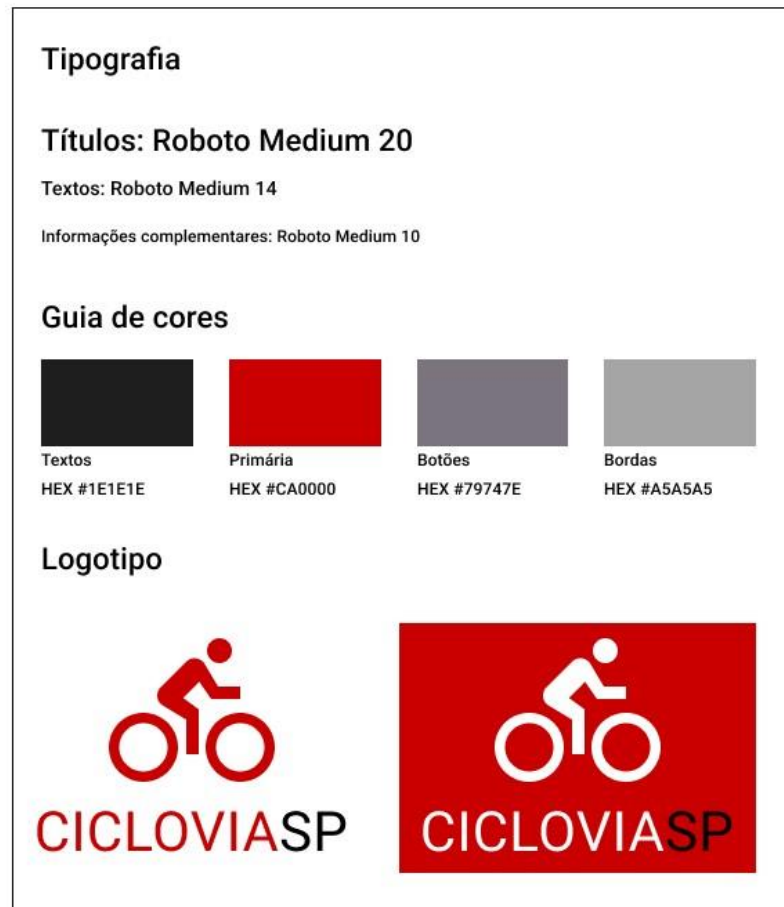 Tipografia
Títulos: Roboto Medium 20
Textos: Roboto Medium 14
Informações complementares: Roboto Medium 10
Guia de cores
Textos Primária Botões Bordas
HEX #1E1E1E HEX #CA0000 HEX #79747E HEX #A5A5A5
Logotipo
CICLOVIASP CICLOVIASP